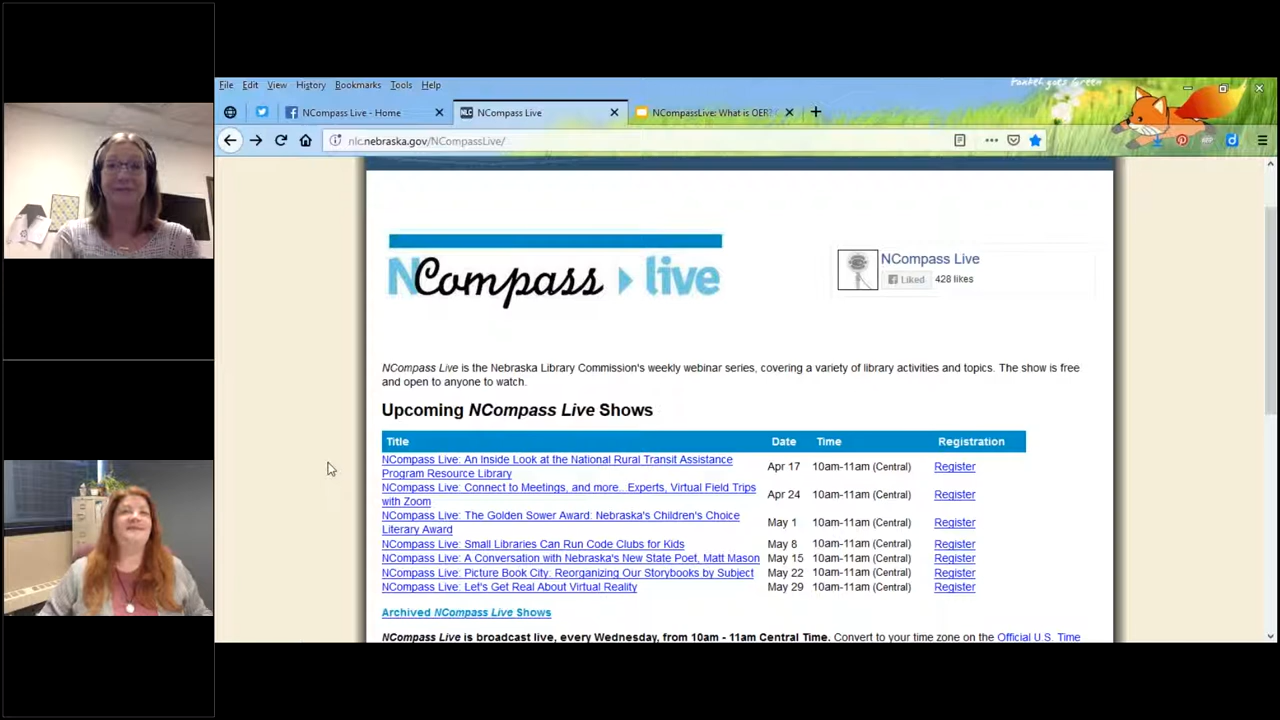 File Edit View History Bookmarks Tools Help
NCompass Live - Home
NLC NCompass Live
NCompassLive: What is OER?
nlc.nebraska.gov/NCompassLive/
NCompass live
NCompass Live
Liked 428 likes
NCompass Live is the Nebraska Library Commission's weekly webinar series, covering a variety of library activities and topics. The show is free
and open to anyone to watch.
Upcoming NCompass Live Shows
Title Date Time Registration
NCompass Live: An Inside Look at the National Rural Transit Assistance
Program Resource Library Apr 17 10am-11am (Central) Register
NCompass Live: Connect to Meetings, and more...Experts, Virtual Field Trips
with Zoom Apr 24 10am-11am (Central) Register
NCompass Live: The Golden Sower Award: Nebraska's Children's Choice
Literary Award May 1 10am-11am (Central) Register
NCompass Live: Small Libraries Can Run Code Clubs for Kids May 8 10am-11am (Central) Register
NCompass Live: A Conversation with Nebraska's New State Poet, Matt Mason May 15 10am-11am (Central) Register
NCompass Live: Picture Book City: Reorganizing Our Storybooks by Subject May 22 10am-11am (Central) Register
NCompass Live: Let's Get Real About Virtual Reality May 29 10am-11am (Central) Register
Archived NCompass Live Shows
NCompass Live is broadcast live, every Wednesday, from 10am - 11am Central Time. Convert to your time zone on the Official U.S. Time